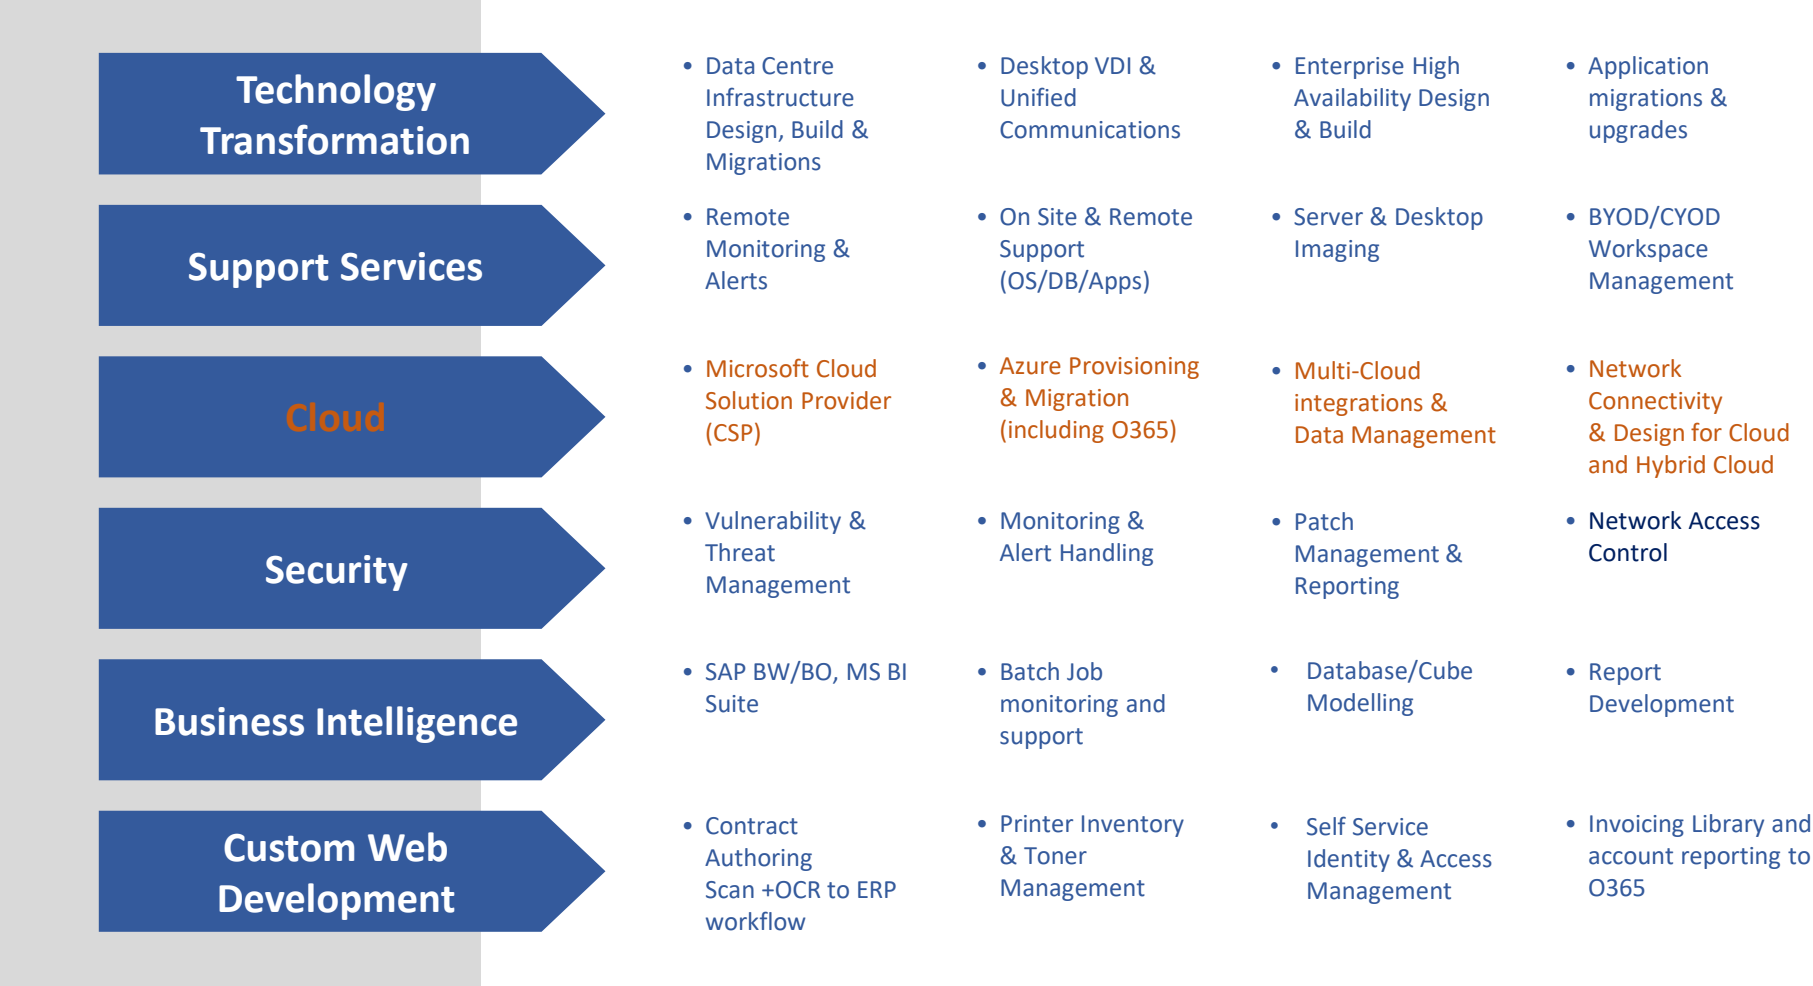 Technology
Transformation
• Data Centre
Infrastructure
Design, Build &
Migrations
• Desktop VDI &
Unified
Communications
• Enterprise High
Availability Design
& Build
• Application
migrations &
upgrades
Support Services
• Remote
Monitoring &
Alerts
• On Site & Remote
Support
(OS/DB/Apps)
• Server & Desktop
Imaging
• BYOD/CYOD
Workspace
Management
Cloud
• Microsoft Cloud
Solution Provider
(CSP)
• Azure Provisioning
& Migration
(including O365)
• Multi-Cloud
integrations &
Data Management
• Network
Connectivity
& Design for Cloud
and Hybrid Cloud
Security
• Vulnerability &
Threat
Management
• Monitoring &
Alert Handling
• Patch
Management &
Reporting
• Network Access
Control
Business Intelligence
• SAP BW/BO, MS BI
Suite
• Batch Job
monitoring and
support
• Database/Cube
Modelling
• Report
Development
Custom Web
Development
• Contract
Authoring
Scan +OCR to ERP
workflow
• Printer Inventory
& Toner
Management
• Self Service
Identity & Access
Management
• Invoicing Library and
account reporting to
O365